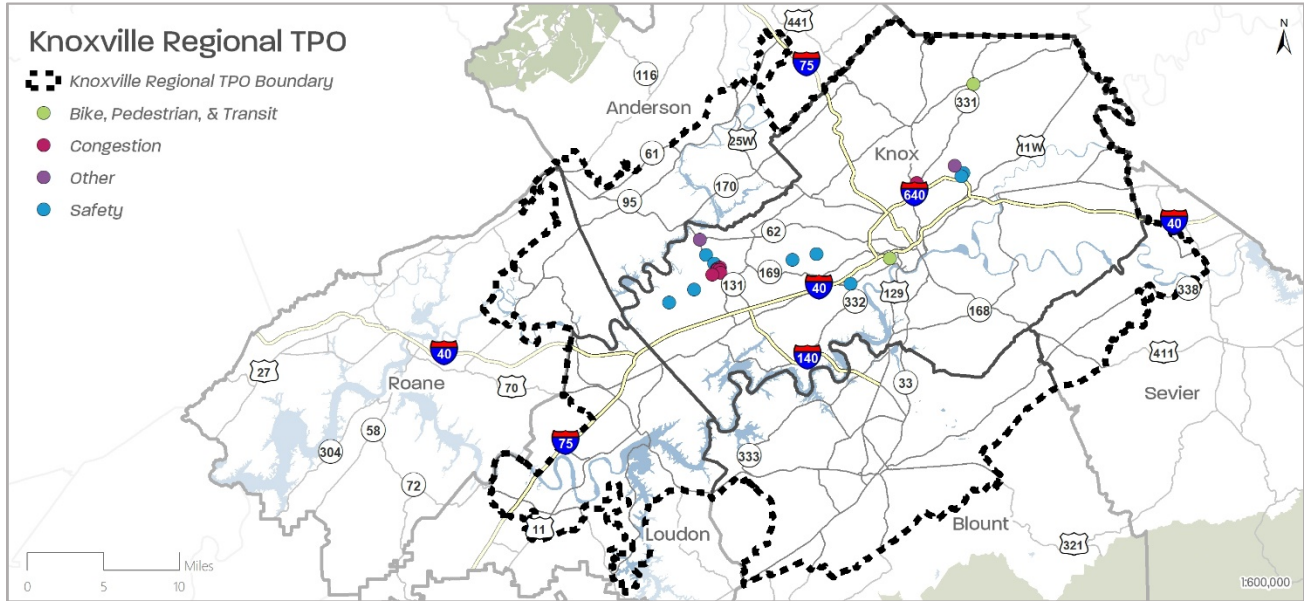 Knoxville Regional TPO
Knoxville Regional TPO Boundary
Bike, Pedestrian, & Transit
Congestion
Other
Safety
441
N
75
116
Anderson
331
25W
61
Knox
11W
170
640
95
62
40
169
131
40
332
129
338
168
40
140
411
27
Roane
70
33
Sevier
58
75
304
333
72
11
Loudon
Blount
321
0 5 10 Miles
1:600,000